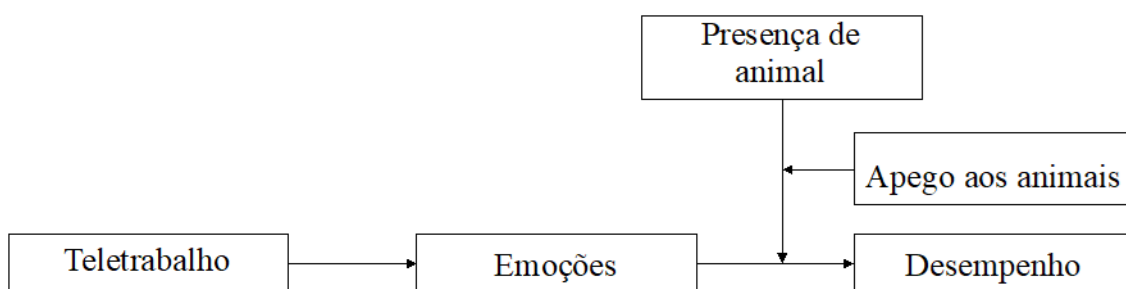 Presença de
animal
Apego aos animais
Teletrabalho
Emoções
Desempenho